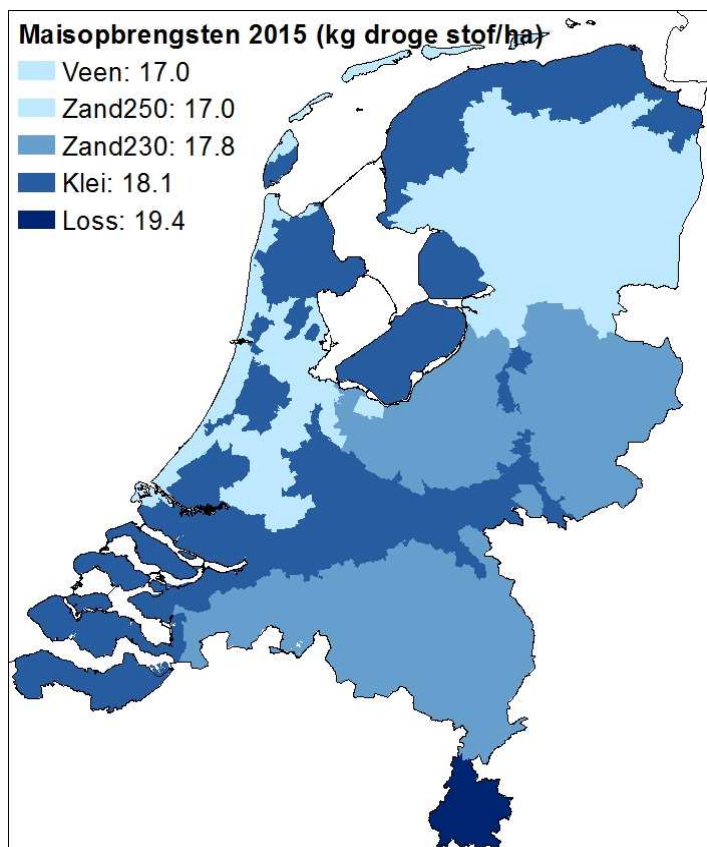 Maisopbrengsten 2015 (kg droge stof/ha)
Veen: 17.0
Zand250: 17.0
Zand230: 17.8
Klei: 18.1
Loss: 19.4